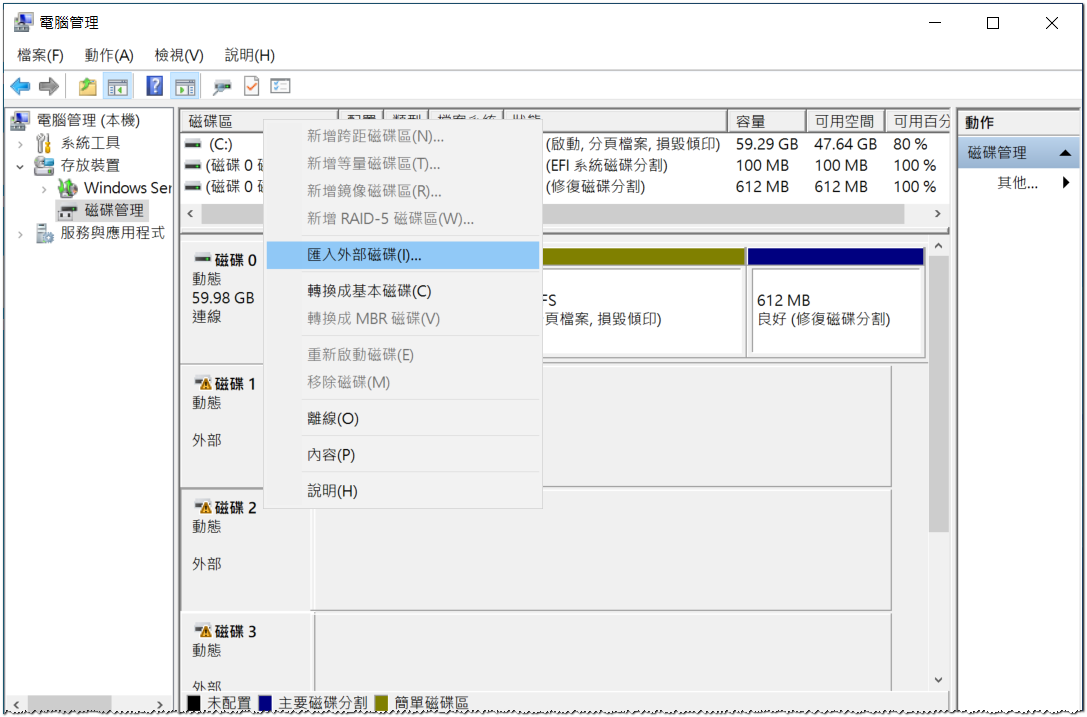 電腦管理
檔案(F) 動作(A) 檢視(V) 說明(H)
電腦管理 (本機)
系統工具
存放裝置
Windows Ser
磁碟管理
服務與應用程式
磁碟區 配置 類型 檔案系統 狀態 容量 可用空間 可用百分
(C:) (啟動, 分頁檔案, 損毀傾印) 59.29 GB 47.64 GB 80 %
(磁碟 0 (EFI 系統磁碟分割) 100 MB 100 MB 100 %
(磁碟 0 (修復磁碟分割) 612 MB 612 MB 100 %
新增跨距磁碟區(N)...
新增等量磁碟區(T)...
新增鏡像磁碟區(R)...
新增 RAID-5 磁碟區(W)...
匯入外部磁碟(I)...
轉換成基本磁碟(C)
轉換成 MBR 磁碟(V)
重新啟動磁碟(E)
移除磁碟(M)
離線(O)
內容(P)
說明(H)
磁碟 0
動態
59.98 GB
連線
FS
頁檔案, 損毀傾印)
612 MB
良好 (修復磁碟分割)
磁碟 1
動態
外部
磁碟 2
動態
外部
磁碟 3
動態
外部
未配置 主要磁碟分割 簡單磁碟區
動作
磁碟管理
其他...